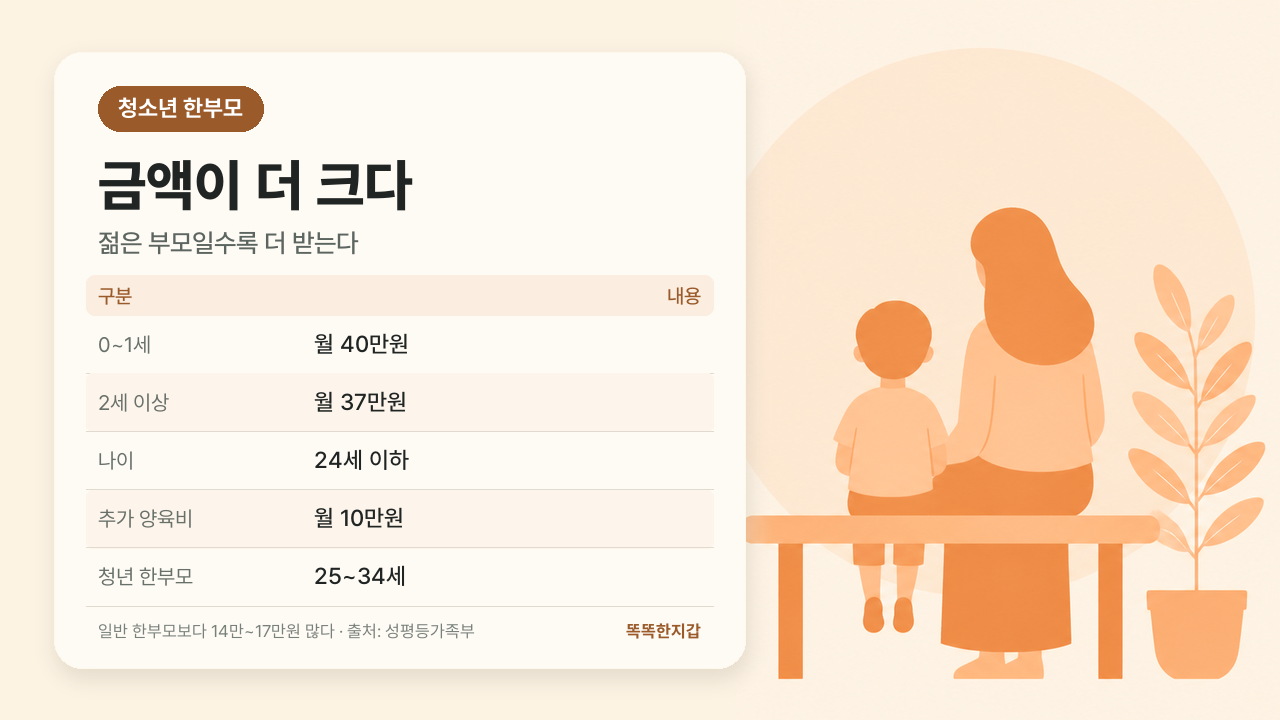 청소년 한부모
금액이 더 크다
젊은 부모일수록 더 받는다
구분 내용
0~1세 월 40만원
2세 이상 월 37만원
나이 24세 이하
추가 양육비 월 10만원
청년 한부모 25~34세
일반 한부모보다 14만~17만원 많다 · 출처: 성평등가족부 똑똑한지갑